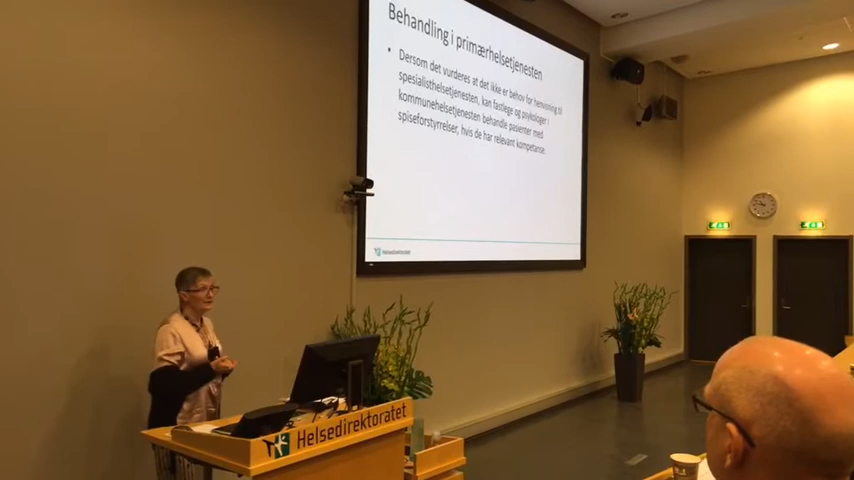 Behandling i primærhelsetjenesten
• Dersom det vurderes at det ikke er behov for henvisning til
spesialisthelsetjenesten, kan fastlege og psykologer i
kommunehelsetjenesten behandle pasienter med
spiseforstyrrelser, hvis de har relevant kompetanse.
Helsedirektoratet
Helsedirektoratet